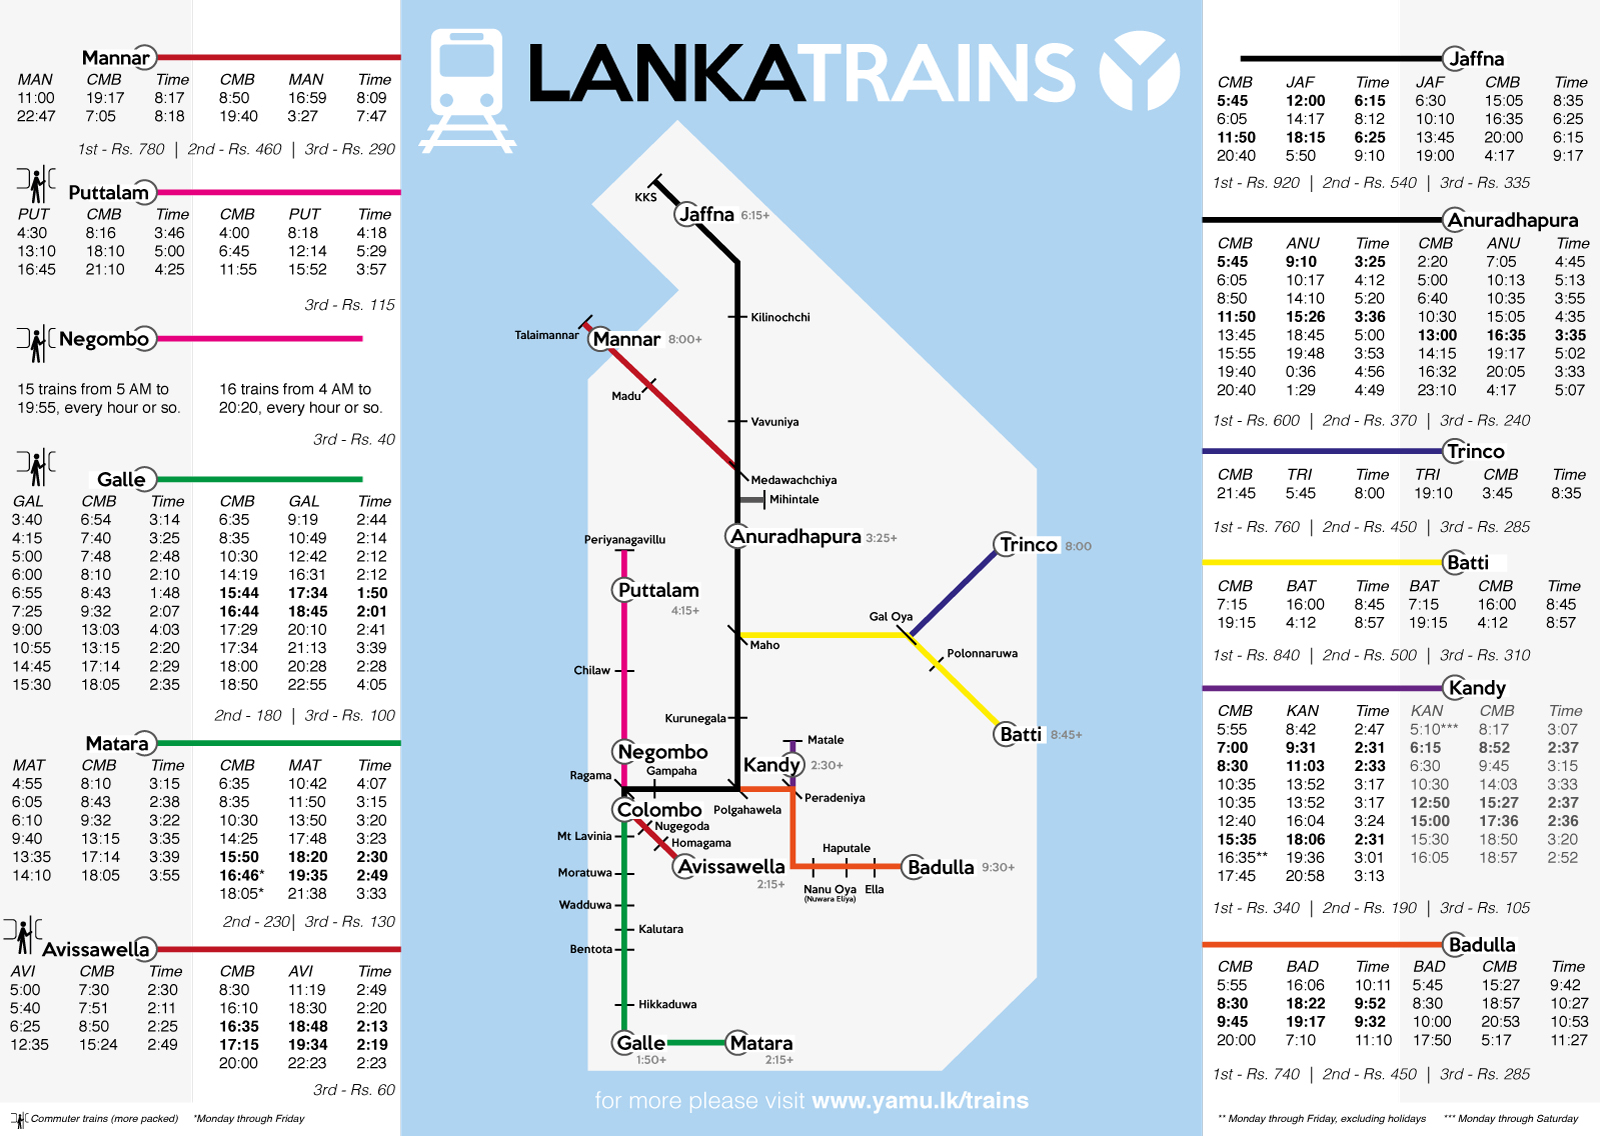 LANKATRAINS
Mannar
MAN CMB Time CMB MAN Time
11:00 19:17 8:17 8:50 16:59 8:09
22:47 7:05 8:18 19:40 3:27 7:47
1st - Rs. 780 | 2nd - Rs. 460 | 3rd - Rs. 290
Puttalam
PUT CMB Time CMB PUT Time
4:30 8:16 3:46 4:00 8:18 4:18
13:10 18:10 5:00 6:45 12:14 5:29
16:45 21:10 4:25 11:55 15:52 3:57
3rd - Rs. 115
Negombo
15 trains from 5 AM to
19:55, every hour or so.
16 trains from 4 AM to
20:20, every hour or so.
3rd - Rs. 40
Galle
GAL CMB Time CMB GAL Time
3:40 6:54 3:14 6:35 9:19 2:44
4:15 7:40 3:25 8:35 10:49 2:14
5:00 7:48 2:48 10:30 12:42 2:12
6:00 8:10 2:10 14:19 16:31 2:12
6:55 8:43 1:48 15:44 17:34 1:50
7:25 9:32 2:07 16:44 18:45 2:01
9:00 13:03 4:03 17:29 20:10 2:41
10:55 13:15 2:20 17:34 21:13 3:39
14:45 17:14 2:29 18:00 20:28 2:28
15:30 18:05 2:35 18:50 22:55 4:05
2nd - 180 | 3rd - Rs. 100
Matara
MAT CMB Time CMB MAT Time
4:55 8:10 3:15 6:35 10:42 4:07
6:05 8:43 2:38 8:35 11:50 3:15
6:10 9:32 3:22 10:30 13:50 3:20
9:40 13:15 3:35 14:25 17:48 3:23
13:35 17:14 3:39 15:50 18:20 2:30
14:10 18:05 3:55 16:46* 19:35 2:49
18:05* 21:38 3:33
2nd - 230| 3rd - Rs. 130
Avissawella
AVI CMB Time CMB AVI Time
5:00 7:30 2:30 8:30 11:19 2:49
5:40 7:51 2:11 16:10 18:30 2:20
6:25 8:50 2:25 16:35 18:48 2:13
12:35 15:24 2:49 17:15 19:34 2:19
20:00 22:23 2:23
3rd - Rs. 60
Commuter trains (more packed) *Monday through Friday
KKS
Jaffna 6:15+
Kilinochchi
Talaimannar
Mannar 8:00+
Madu
Vavuniya
Medawachchiya
Mihintale
Anuradhapura 3:25+
Periyanagavillu
Trinco 8:00
Puttalam
4:15+
Gal Oya
Maho
Polonnaruwa
Chilaw
Kurunegala
Batti 8:45+
Matale
Negombo
Kandy 2:30+
Gampaha
Ragama
Peradeniya
Colombo
Polgahawela
Nugegoda
Mt Lavinia
Homagama
Haputale
Avissawella
2:15+
Badulla 9:30+
Moratuwa
Nanu Oya
(Nuwara Eliya)
Ella
Wadduwa
Kalutara
Bentota
Hikkaduwa
Galle
1:50+
Matara
2:15+
for more please visit www.yamu.lk/trains
Jaffna
CMB JAF Time JAF CMB Time
5:45 12:00 6:15 6:30 15:05 8:35
6:05 14:17 8:12 10:10 16:35 6:25
11:50 18:15 6:25 13:45 20:00 6:15
20:40 5:50 9:10 19:00 4:17 9:17
1st - Rs. 920 | 2nd - Rs. 540 | 3rd - Rs. 335
Anuradhapura
CMB ANU Time CMB ANU Time
5:45 9:10 3:25 2:20 7:05 4:45
6:05 10:17 4:12 5:00 10:13 5:13
8:50 14:10 5:20 6:40 10:35 3:55
11:50 15:26 3:36 10:30 15:05 4:35
13:45 18:45 5:00 13:00 16:35 3:35
15:55 19:48 3:53 14:15 19:17 5:02
19:40 0:36 4:56 16:32 20:05 3:33
20:40 1:29 4:49 23:10 4:17 5:07
1st - Rs. 600 | 2nd - Rs. 370 | 3rd - Rs. 240
Trinco
CMB TRI Time TRI CMB Time
21:45 5:45 8:00 19:10 3:45 8:35
1st - Rs. 760 | 2nd - Rs. 450 | 3rd - Rs. 285
Batti
CMB BAT Time BAT CMB Time
7:15 16:00 8:45 7:15 16:00 8:45
19:15 4:12 8:57 19:15 4:12 8:57
1st - Rs. 840 | 2nd - Rs. 500 | 3rd - Rs. 310
Kandy
CMB KAN Time KAN CMB Time
5:55 8:42 2:47 5:10*** 8:17 3:07
7:00 9:31 2:31 6:15 8:52 2:37
8:30 11:03 2:33 6:30 9:45 3:15
10:35 13:52 3:17 10:30 14:03 3:33
10:35 13:52 3:17 12:50 15:27 2:37
12:40 16:04 3:24 15:00 17:36 2:36
15:35 18:06 2:31 15:30 18:50 3:20
16:35** 19:36 3:01 16:05 18:57 2:52
17:45 20:58 3:13
1st - Rs. 340 | 2nd - Rs. 190 | 3rd - Rs. 105
Badulla
CMB BAD Time BAD CMB Time
5:55 16:06 10:11 5:45 15:27 9:42
8:30 18:22 9:52 8:30 18:57 10:27
9:45 19:17 9:32 10:00 20:53 10:53
20:00 7:10 11:10 17:50 5:17 11:27
1st - Rs. 740 | 2nd - Rs. 450 | 3rd - Rs. 285
** Monday through Friday, excluding holidays *** Monday through Saturday